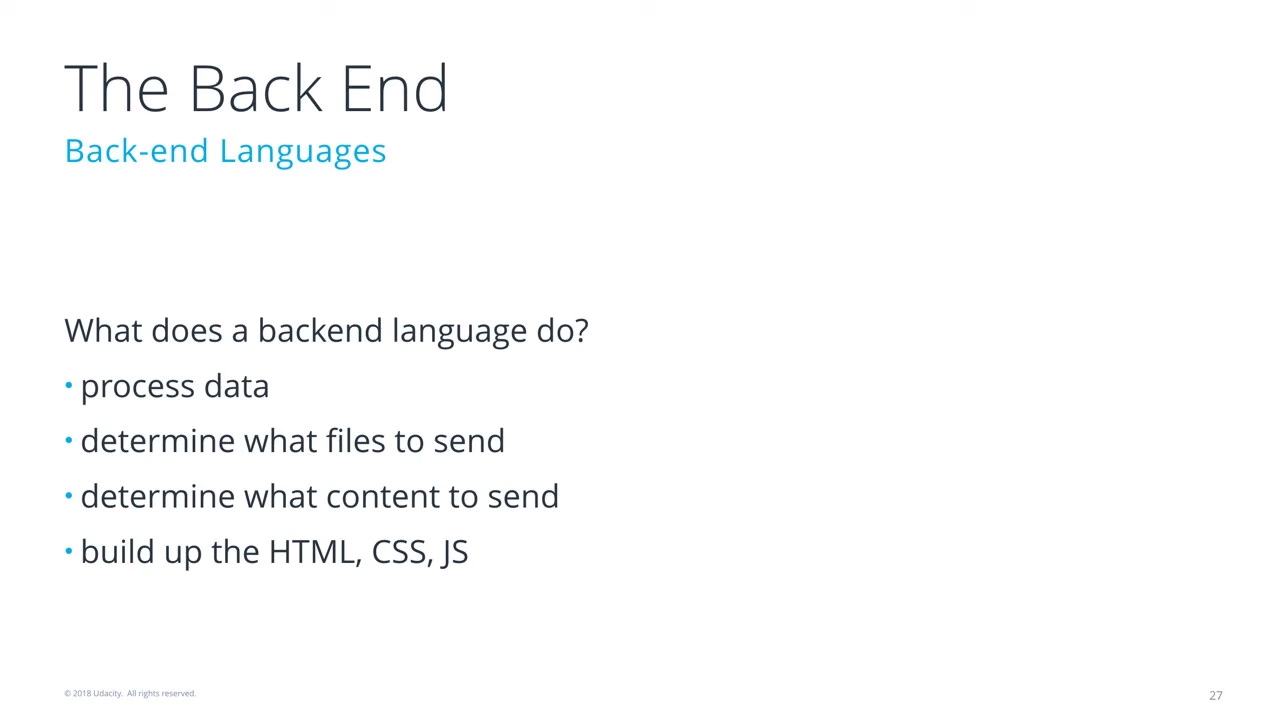 The Back End
Back-end Languages
What does a backend language do?
• process data
• determine what files to send
• determine what content to send
• build up the HTML, CSS, JS
© 2018 Udacity. All rights reserved.
27